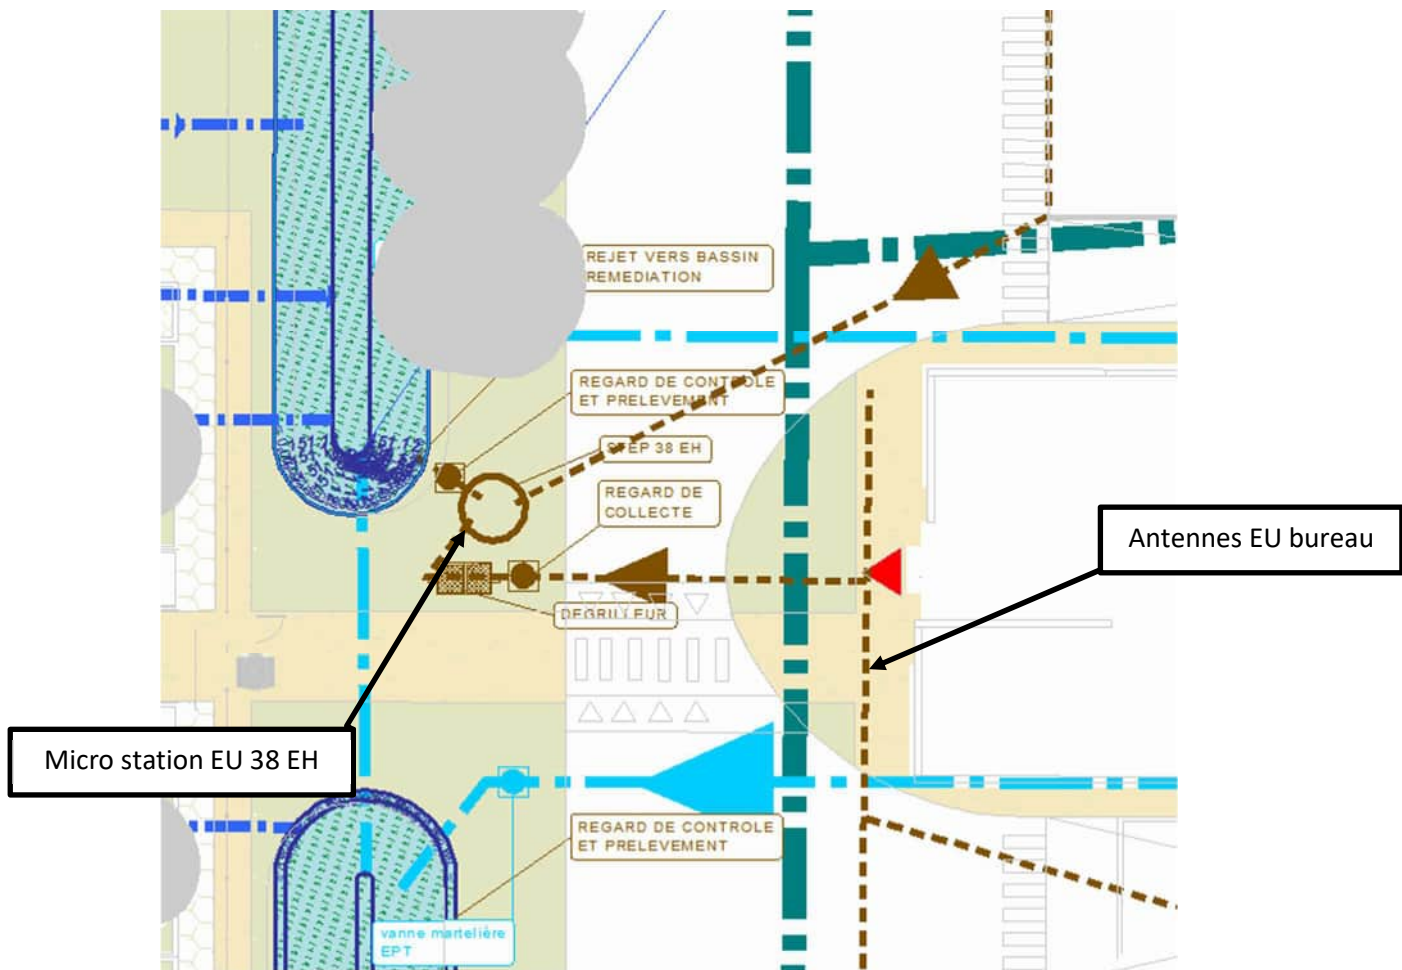 REJET VERS BASSIN
REMEDIATION
REGARD DE CONTROLE
ET PRELEVEMENT
STEP 38 EH
REGARD DE
COLLECTE
Antennes EU bureau
DEGRILLEUR
Micro station EU 38 EH
REGARD DE CONTROLE
ET PRELEVEMENT
vanne martelière
EPT